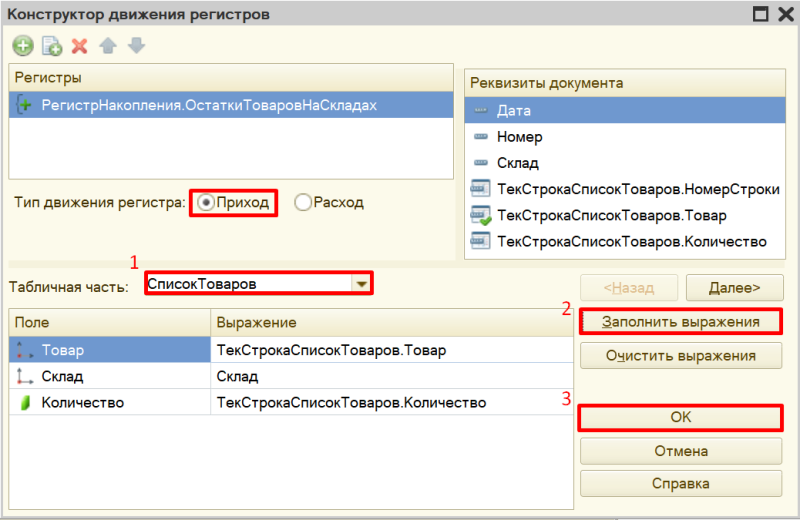 Конструктор движения регистров
Регистры
РегистрНакопления.ОстаткиТоваровНаСкладах
Тип движения регистра: Приход Расход
Реквизиты документа
Дата
Номер
Склад
ТекСтрокаСписокТоваров.НомерСтроки
ТекСтрокаСписокТоваров.Товар
ТекСтрокаСписокТоваров.Количество
1
Табличная часть: СписокТоваров
<Назад Далее>
Поле Выражение
Товар ТекСтрокаСписокТоваров.Товар
Склад Склад
Количество ТекСтрокаСписокТоваров.Количество
2
Заполнить выражения
Очистить выражения
3
OK
Отмена
Справка